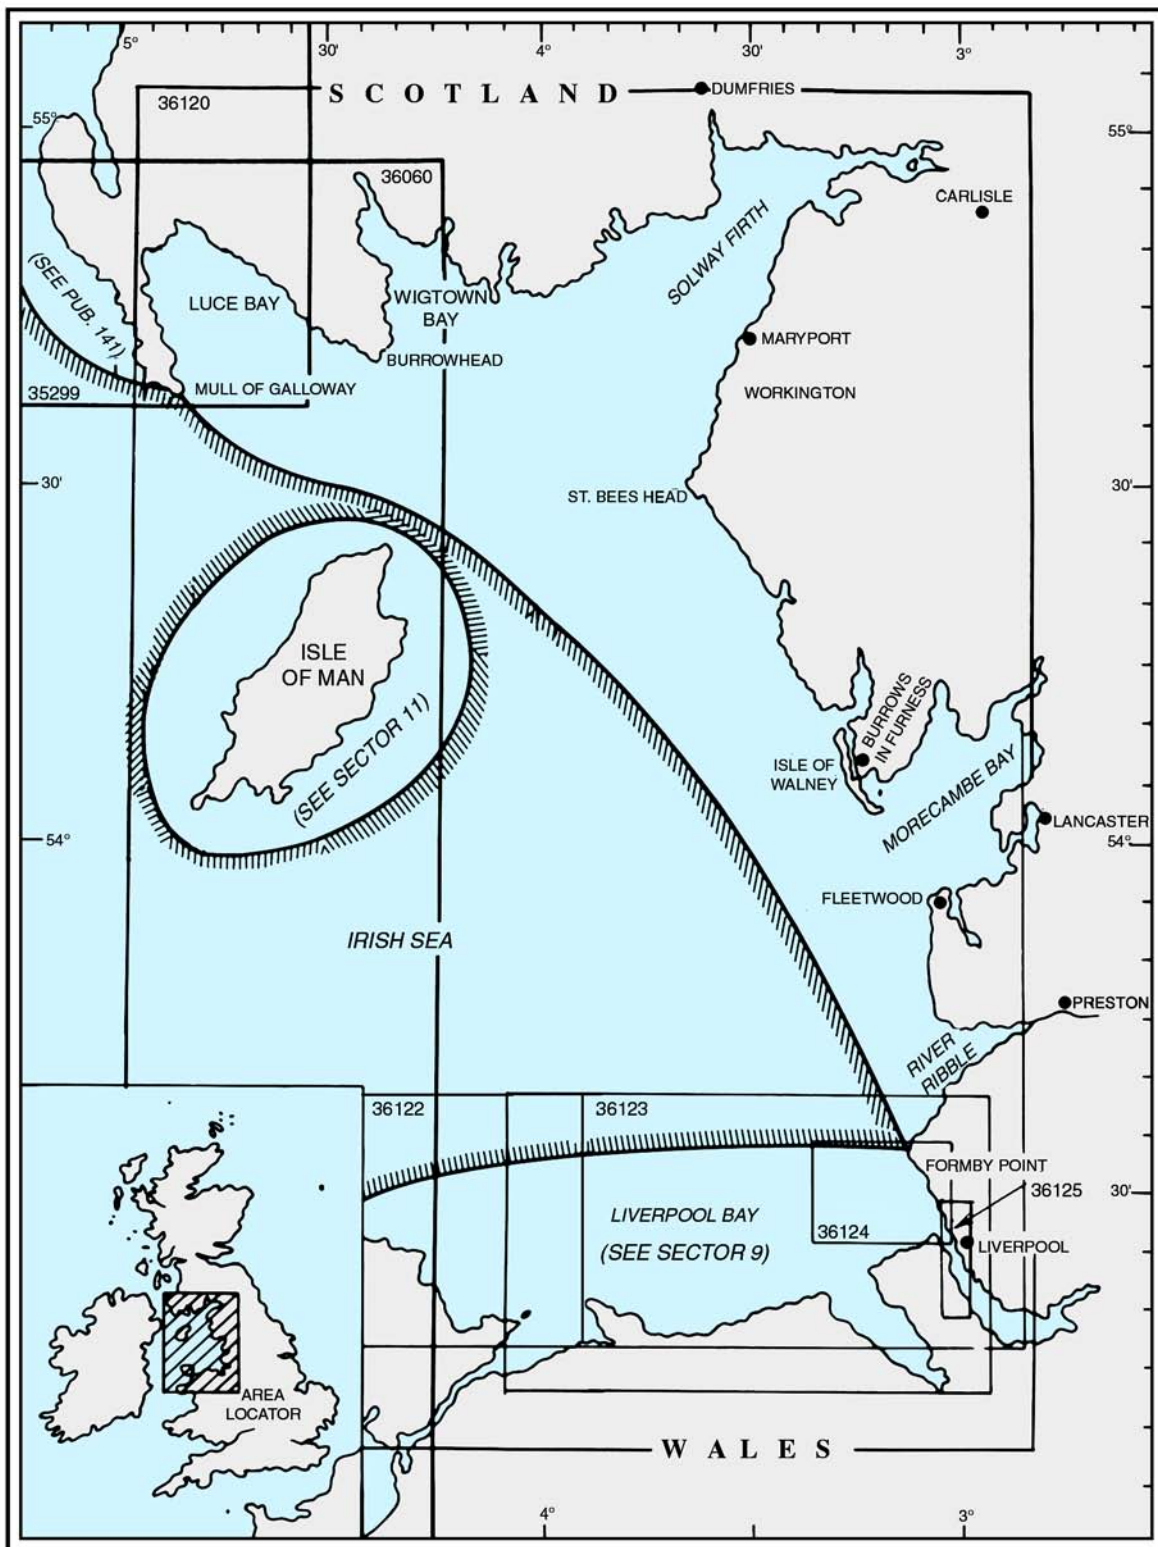 5°
30'
4°
30'
3°
SCOTLAND
DUMFRIES
36120
55°
55°
36060
CARLISLE
SOLWAY FIRTH
(SEE PUB. 141)
LUCE BAY
WIGTOWN
BAY
MARYPORT
BURROWHEAD
MULL OF GALLOWAY
35299
WORKINGTON
30'
30'
ST. BEES HEAD
ISLE
OF MAN
(SEE SECTOR 11)
BURROWS
IN FURNESS
ISLE OF
WALNEY
MORECAMBE BAY
LANCASTER
54°
54°
FLEETWOOD
IRISH SEA
PRESTON
RIVER
RIBBLE
36122
36123
FORMBY POINT
36125
30'
LIVERPOOL BAY
(SEE SECTOR 9)
36124
LIVERPOOL
AREA
LOCATOR
WALES
4°
3°